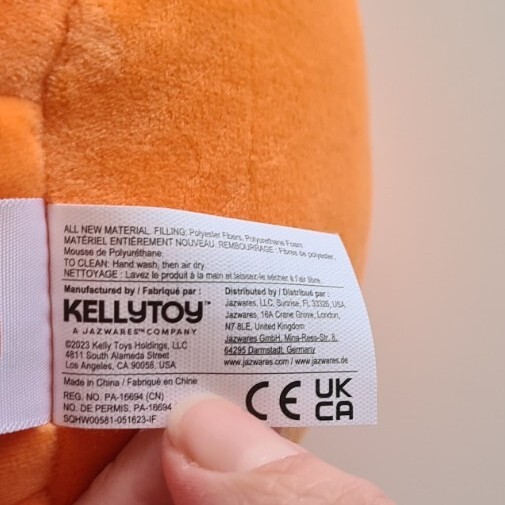 ALL NEW MATERIAL. FILLING: Polyester Fibers, Polyurethane Foam
MATÉRIEL ENTIÈREMENT NOUVEAU. REMBOURRAGE : Fibres de polyester,
Mousse de Polyuréthane.
TO CLEAN: Hand wash, then air dry.
NETTOYAGE : Lavez le produit à la main et laissez-le sécher à l'air libre.
Manufactured by / Fabriqué par :
KELLYTOY™
A JAZWARES™ COMPANY
©2023 Kelly Toys Holdings, LLC
4811 South Alameda Street
Los Angeles, CA 90058, USA
Distributed by / Distribué par :
Jazwares, LLC, Sunrise, FL 33325, USA
Jazwares, 16A Crane Grove, London,
N7 8LE, United Kingdom
Jazwares GmbH, Mina-Rees-Str. 8,
64295 Darmstadt, Germany
www.jazwares.com / www.jazwares.com
Made in China / Fabriqué en Chine
REG. NO. PA-16694 (CN)
NO. DE PERMIS. PA-16694
SQHW00581-051623-IF
CE
UK
CA